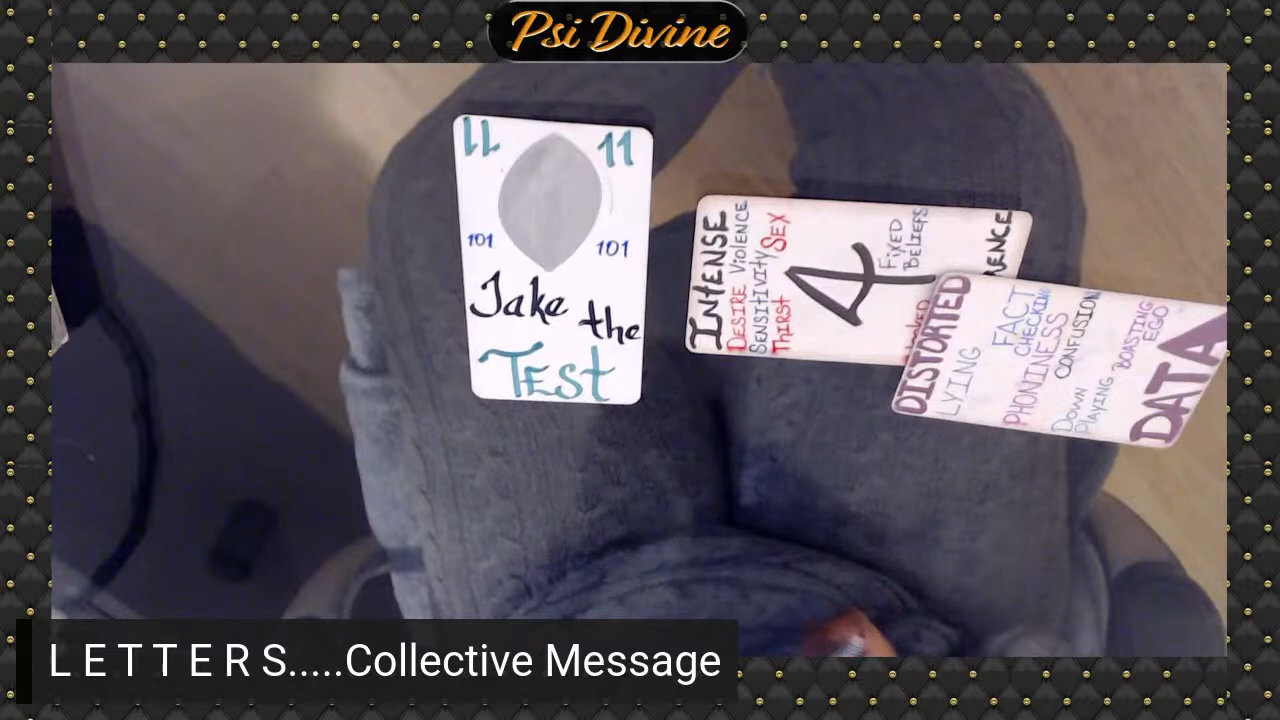 Psi Divine
11 11
101 101
Take the
TEST
INTENSE
DESIRE VIOLENCE
SENSITIVITY
THIRST SEX
4
FIXED
BELIEFS
DISTORTED
LYING
FACT
CHECKING
PHONINESS
CONFUSION
DOWN
PLAYING
BOASTING
EGO
DATA
L E T T E R S.....Collective Message